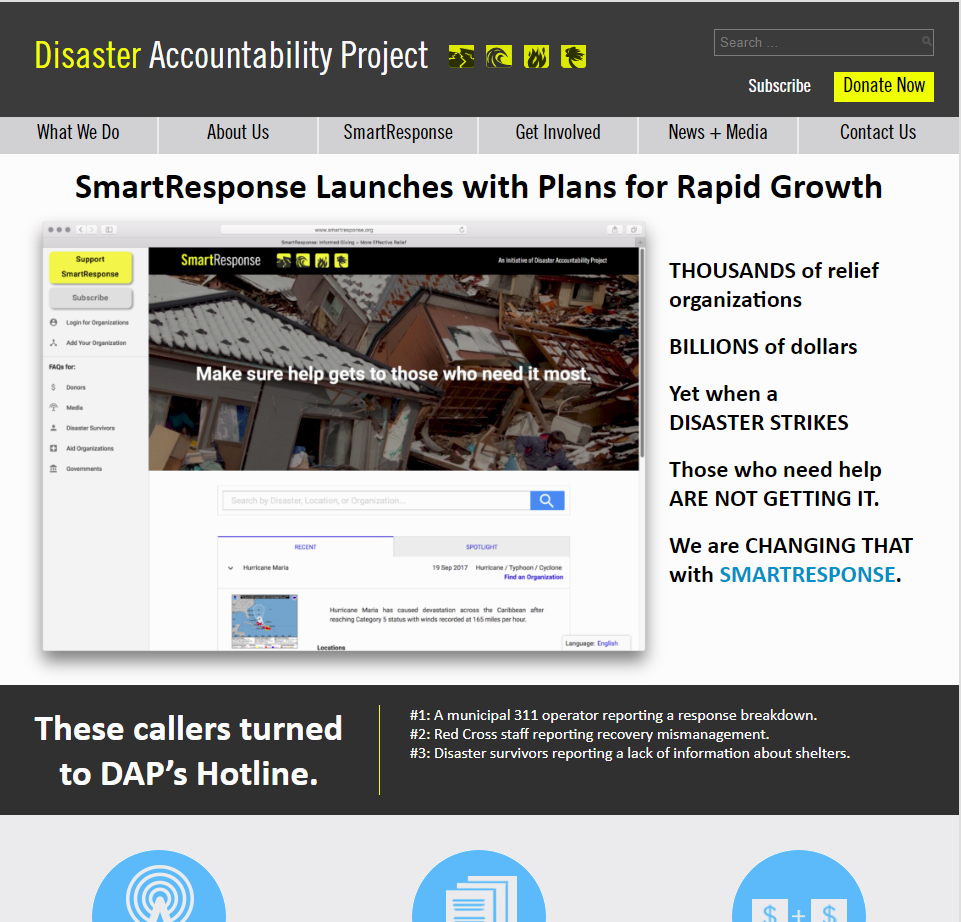 Disaster Accountability Project
Search ...
Subscribe
Donate Now
What We Do
About Us
SmartResponse
Get Involved
News + Media
Contact Us
SmartResponse Launches with Plans for Rapid Growth
www.smartresponse.org
SmartResponse: Informed Giving – More Effective Relief
Support
SmartResponse
Subscribe
Login for Organizations
Add Your Organization
FAQs for:
Donors
Media
Disaster Survivors
Aid Organizations
Governments
SmartResponse
An Initiative of Disaster Accountability Project
Make sure help gets to those who need it most.
Search by Disaster, Location, or Organization...
RECENT
SPOTLIGHT
Hurricane Maria
19 Sep 2017 Hurricane / Typhoon / Cyclone
Find an Organization
Hurricane Maria has caused devastation across the Caribbean after
reaching Category 5 status with winds recorded at 165 miles per hour.
Locations
Language: English
THOUSANDS of relief
organizations
BILLIONS of dollars
Yet when a
DISASTER STRIKES
Those who need help
ARE NOT GETTING IT.
We are CHANGING THAT
with SMARTRESPONSE.
These callers turned
to DAP’s Hotline.
#1: A municipal 311 operator reporting a response breakdown.
#2: Red Cross staff reporting recovery mismanagement.
#3: Disaster survivors reporting a lack of information about shelters.
$ + $